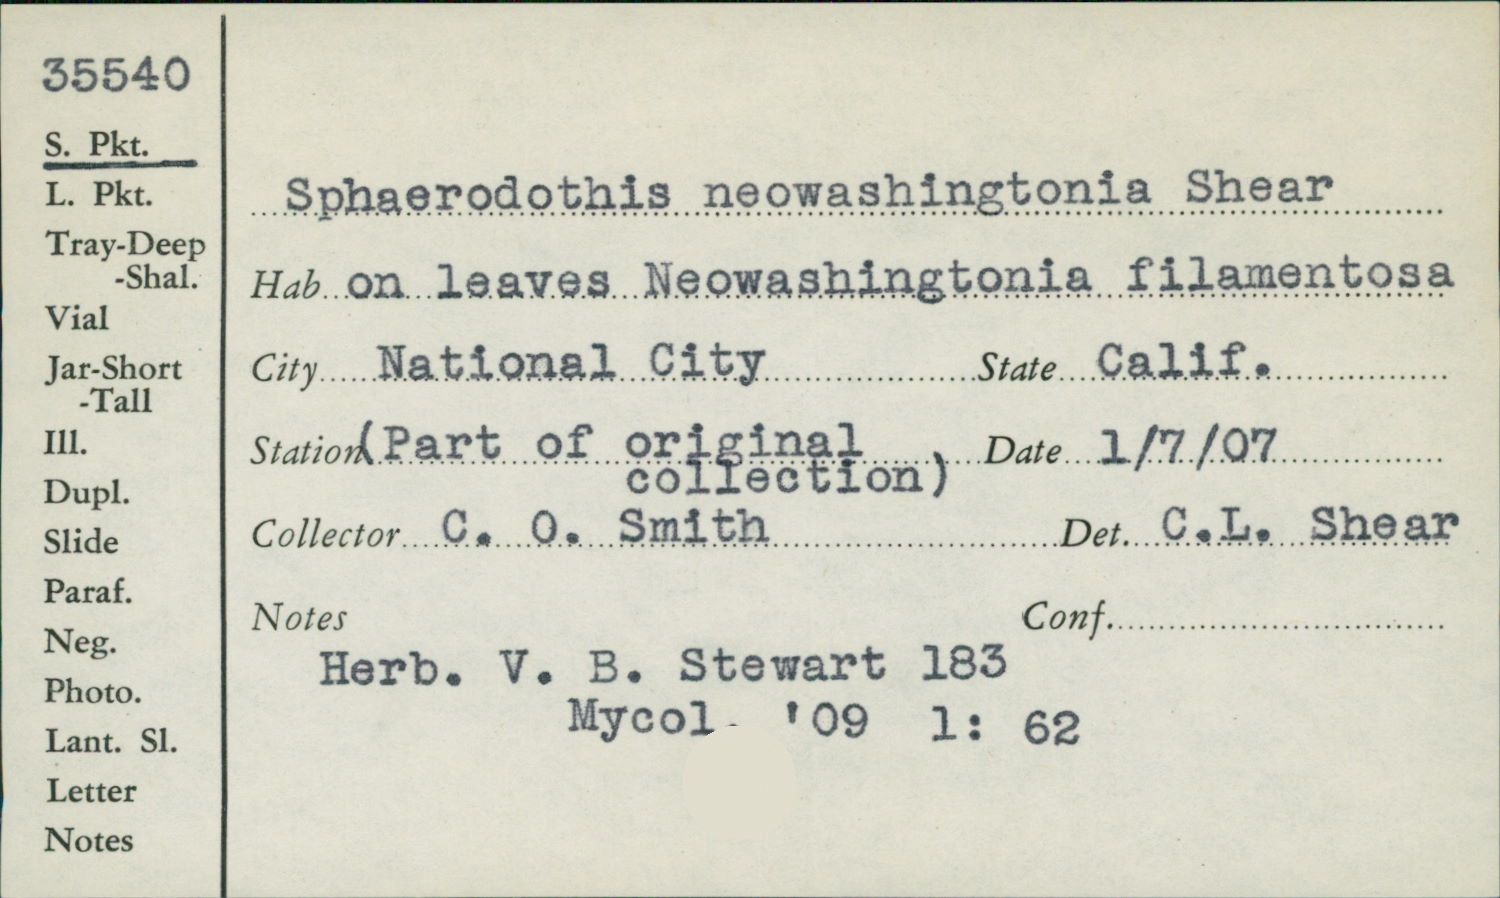 35540
S. Pkt.
L. Pkt.
Tray-Deep
-Shal.
Vial
Jar-Short
-Tall
Ill.
Dupl.
Slide
Paraf.
Neg.
Photo.
Lant. Sl.
Letter
Notes
Sphaerodothis neowashingtonia Shear
Hab on leaves Neowashingtonia filamentosa
City National City State Calif.
Station (Part of original Date 1/7/07
collection)
Collector C. O. Smith Det. C.L. Shear
Notes Conf.
Herb. V. B. Stewart 183
Mycol. '09 1: 62